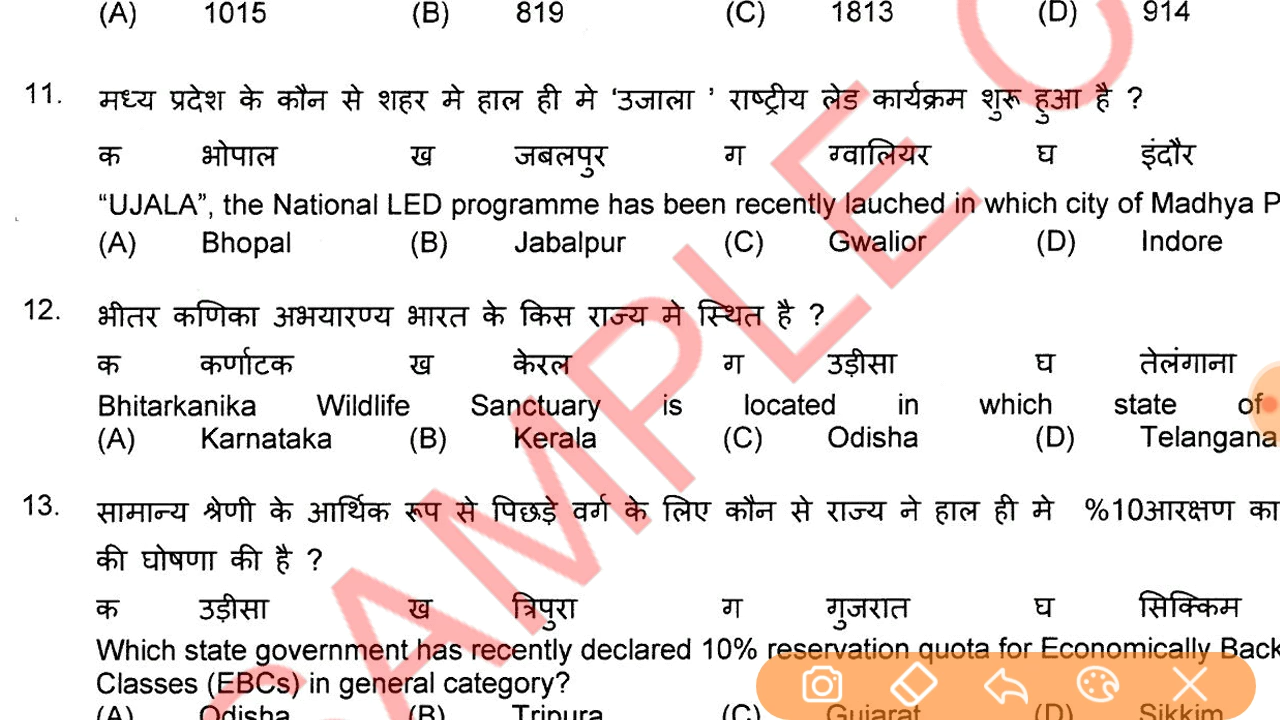 (A) 1015 (B) 819 (C) 1813 (D) 914
11. मध्य प्रदेश के कौन से शहर मे हाल ही मे ‘उजाला ’ राष्ट्रीय लेड कार्यक्रम शुरू हुआ है ?
क भोपाल ख जबलपुर ग ग्वालियर घ इंदौर
“UJALA”, the National LED programme has been recently lauched in which city of Madhya P
(A) Bhopal (B) Jabalpur (C) Gwalior (D) Indore
12. भीतर कणिका अभयारण्य भारत के किस राज्य मे स्थित है ?
क कर्णाटक ख केरल ग उड़ीसा घ तेलंगाना
Bhitarkanika Wildlife Sanctuary is located in which state of
(A) Karnataka (B) Kerala (C) Odisha (D) Telangana
13. सामान्य श्रेणी के आर्थिक रूप से पिछड़े वर्ग के लिए कौन से राज्य ने हाल ही मे %10आरक्षण का
की घोषणा की है ?
क उड़ीसा ख त्रिपुरा ग गुजरात घ सिक्किम
Which state government has recently declared 10% reservation quota for Economically Back
Classes (EBCs) in general category?
(A) Odisha (B) Tripura (C) Gujarat (D) Sikkim
SAMPLE C